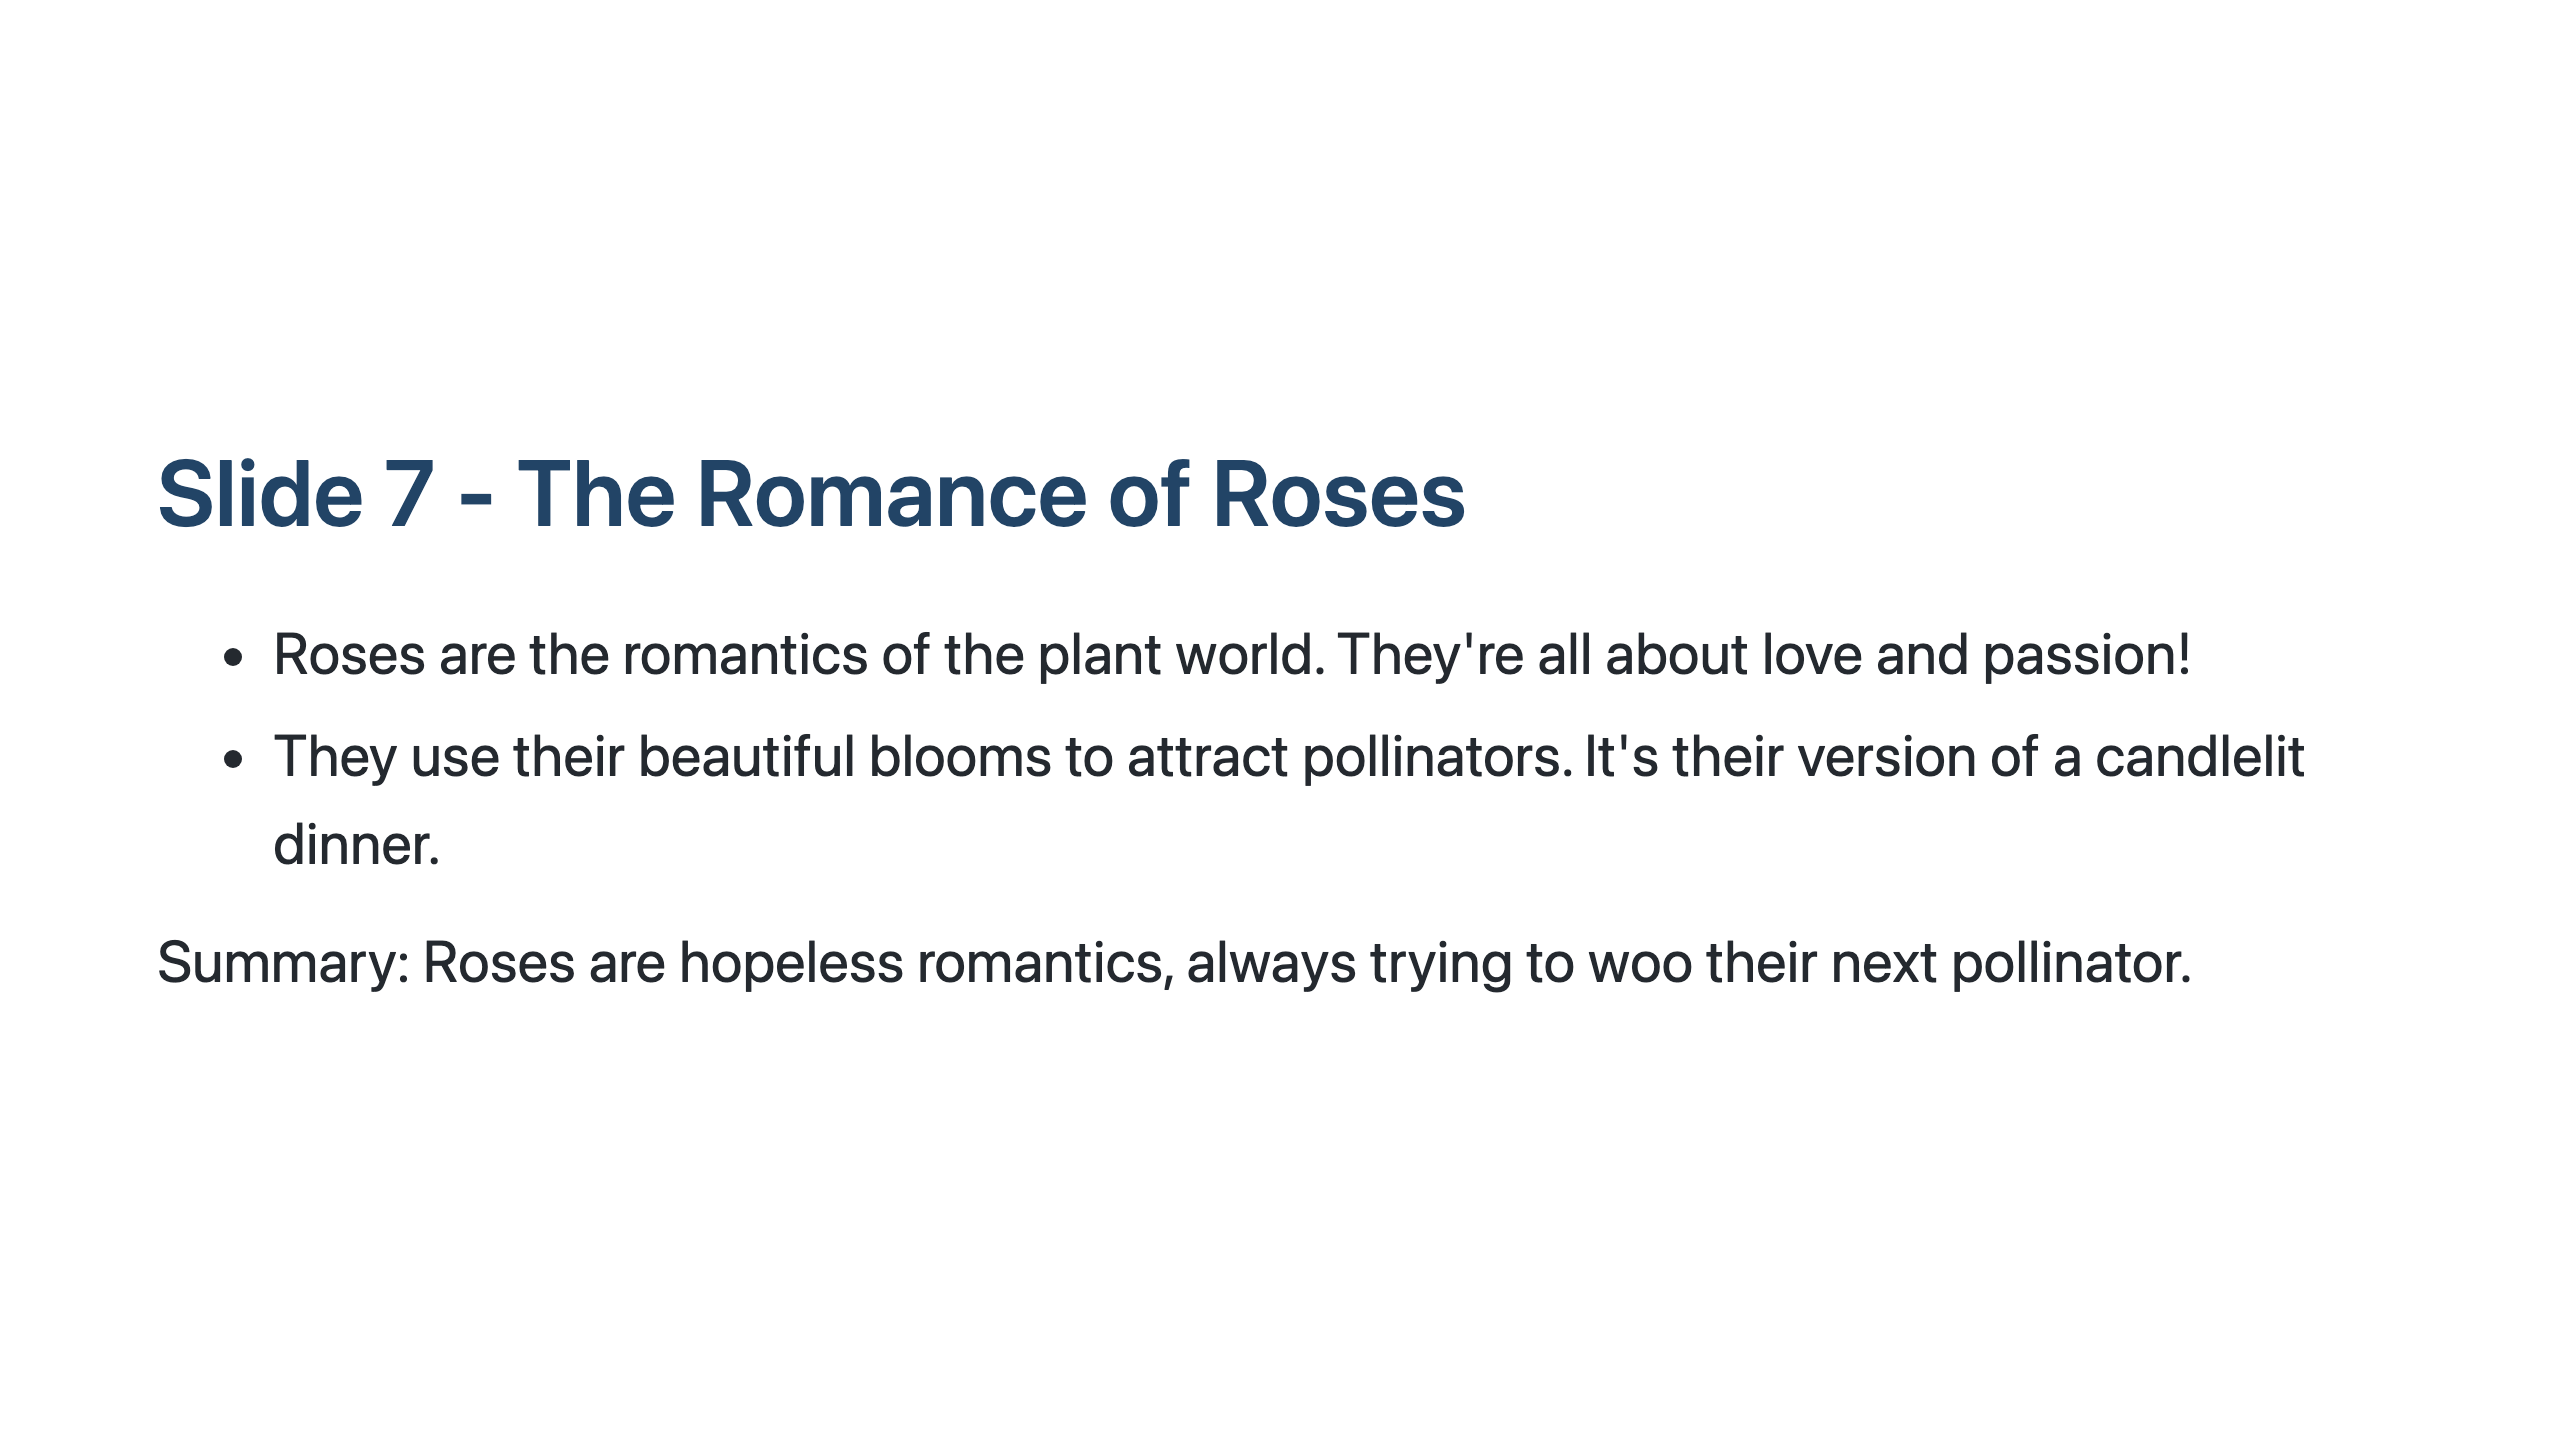 Slide 7 - The Romance of Roses
• Roses are the romantics of the plant world. They're all about love and passion!
• They use their beautiful blooms to attract pollinators. It's their version of a candlelit
dinner.
Summary: Roses are hopeless romantics, always trying to woo their next pollinator.